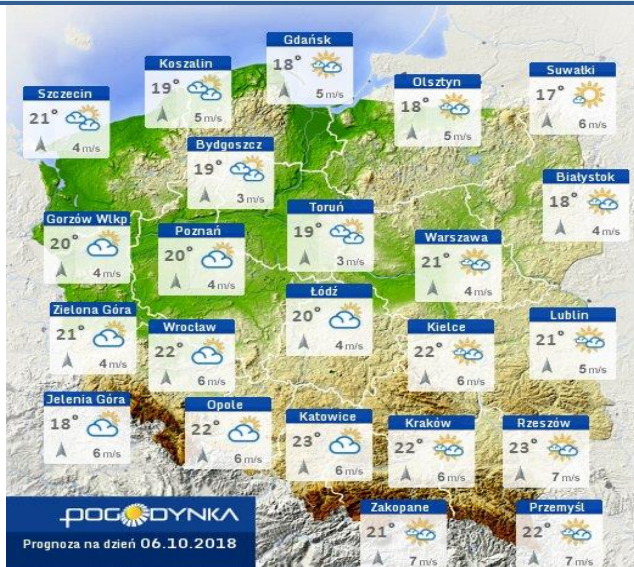 Gdańsk
18°
5 m/s
Koszalin
19°
5 m/s
Suwałki
17°
6 m/s
Olsztyn
18°
5 m/s
Szczecin
21°
4 m/s
Bydgoszcz
19°
3 m/s
Białystok
18°
4 m/s
Toruń
19°
3 m/s
Gorzów Wlkp
20°
4 m/s
Poznań
20°
4 m/s
Warszawa
21°
4 m/s
Łódź
20°
4 m/s
Zielona Góra
21°
4 m/s
Lublin
21°
5 m/s
Wrocław
22°
6 m/s
Kielce
22°
6 m/s
Jelenia Góra
18°
6 m/s
Opole
22°
6 m/s
Katowice
23°
6 m/s
Kraków
22°
6 m/s
Rzeszów
23°
7 m/s
Zakopane
21°
7 m/s
Przemyśl
22°
7 m/s
POGODYNKA
Prognoza na dzień 06.10.2018